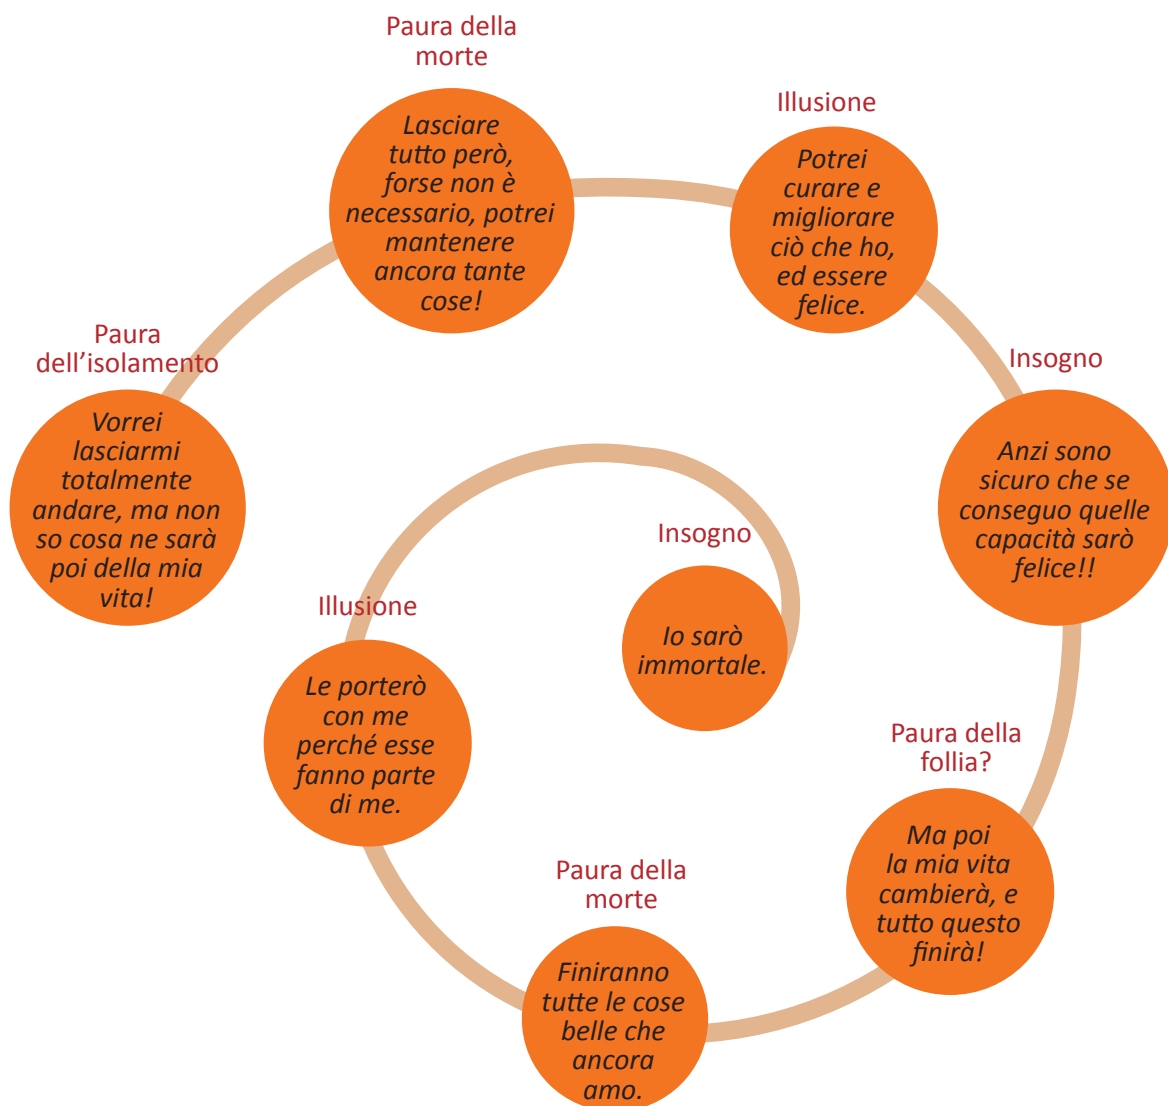 Paura della
morte
Lasciare
tutto però,
forse non è
necessario, potrei
mantenere
ancora tante
cose!
Illusione
Potrei
curare e
migliorare
ciò che ho,
ed essere
felice.
Paura
dell’isolamento
Vorrei
lasciarmi
totalmente
andare, ma non
so cosa ne sarà
poi della mia
vita!
Insogno
Anzi sono
sicuro che se
conseguo quelle
capacità sarò
felice!!
Insogno
Io sarò
immortale.
Illusione
Le porterò
con me
perché esse
fanno parte
di me.
Paura della
follia?
Ma poi
la mia vita
cambierà, e
tutto questo
finirà!
Paura della
morte
Finiranno
tutte le cose
belle che
ancora
amo.